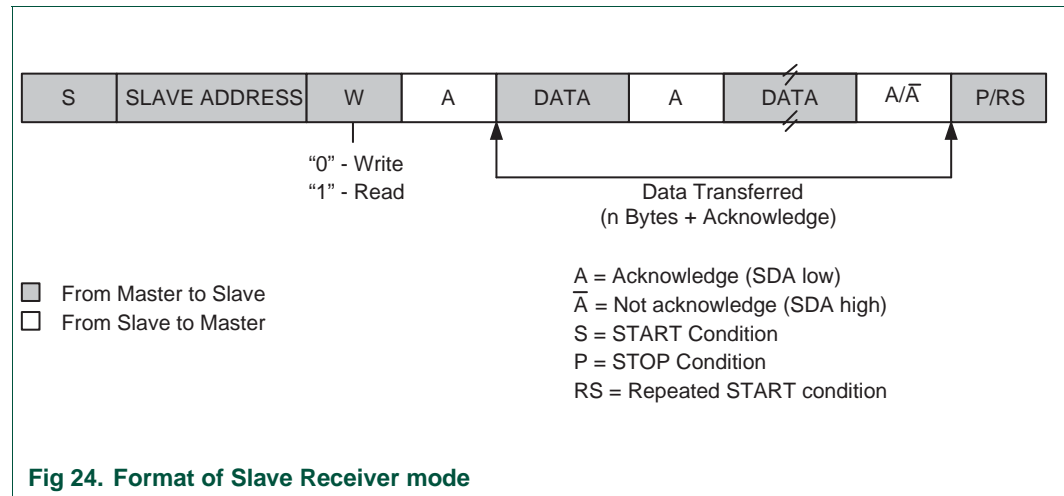 S SLAVE ADDRESS W A DATA A DATA A/A̅ P/RS
“0” - Write
“1” - Read
Data Transferred
(n Bytes + Acknowledge)
From Master to Slave
From Slave to Master
A = Acknowledge (SDA low)
A̅ = Not acknowledge (SDA high)
S = START Condition
P = STOP Condition
RS = Repeated START condition
Fig 24. Format of Slave Receiver mode